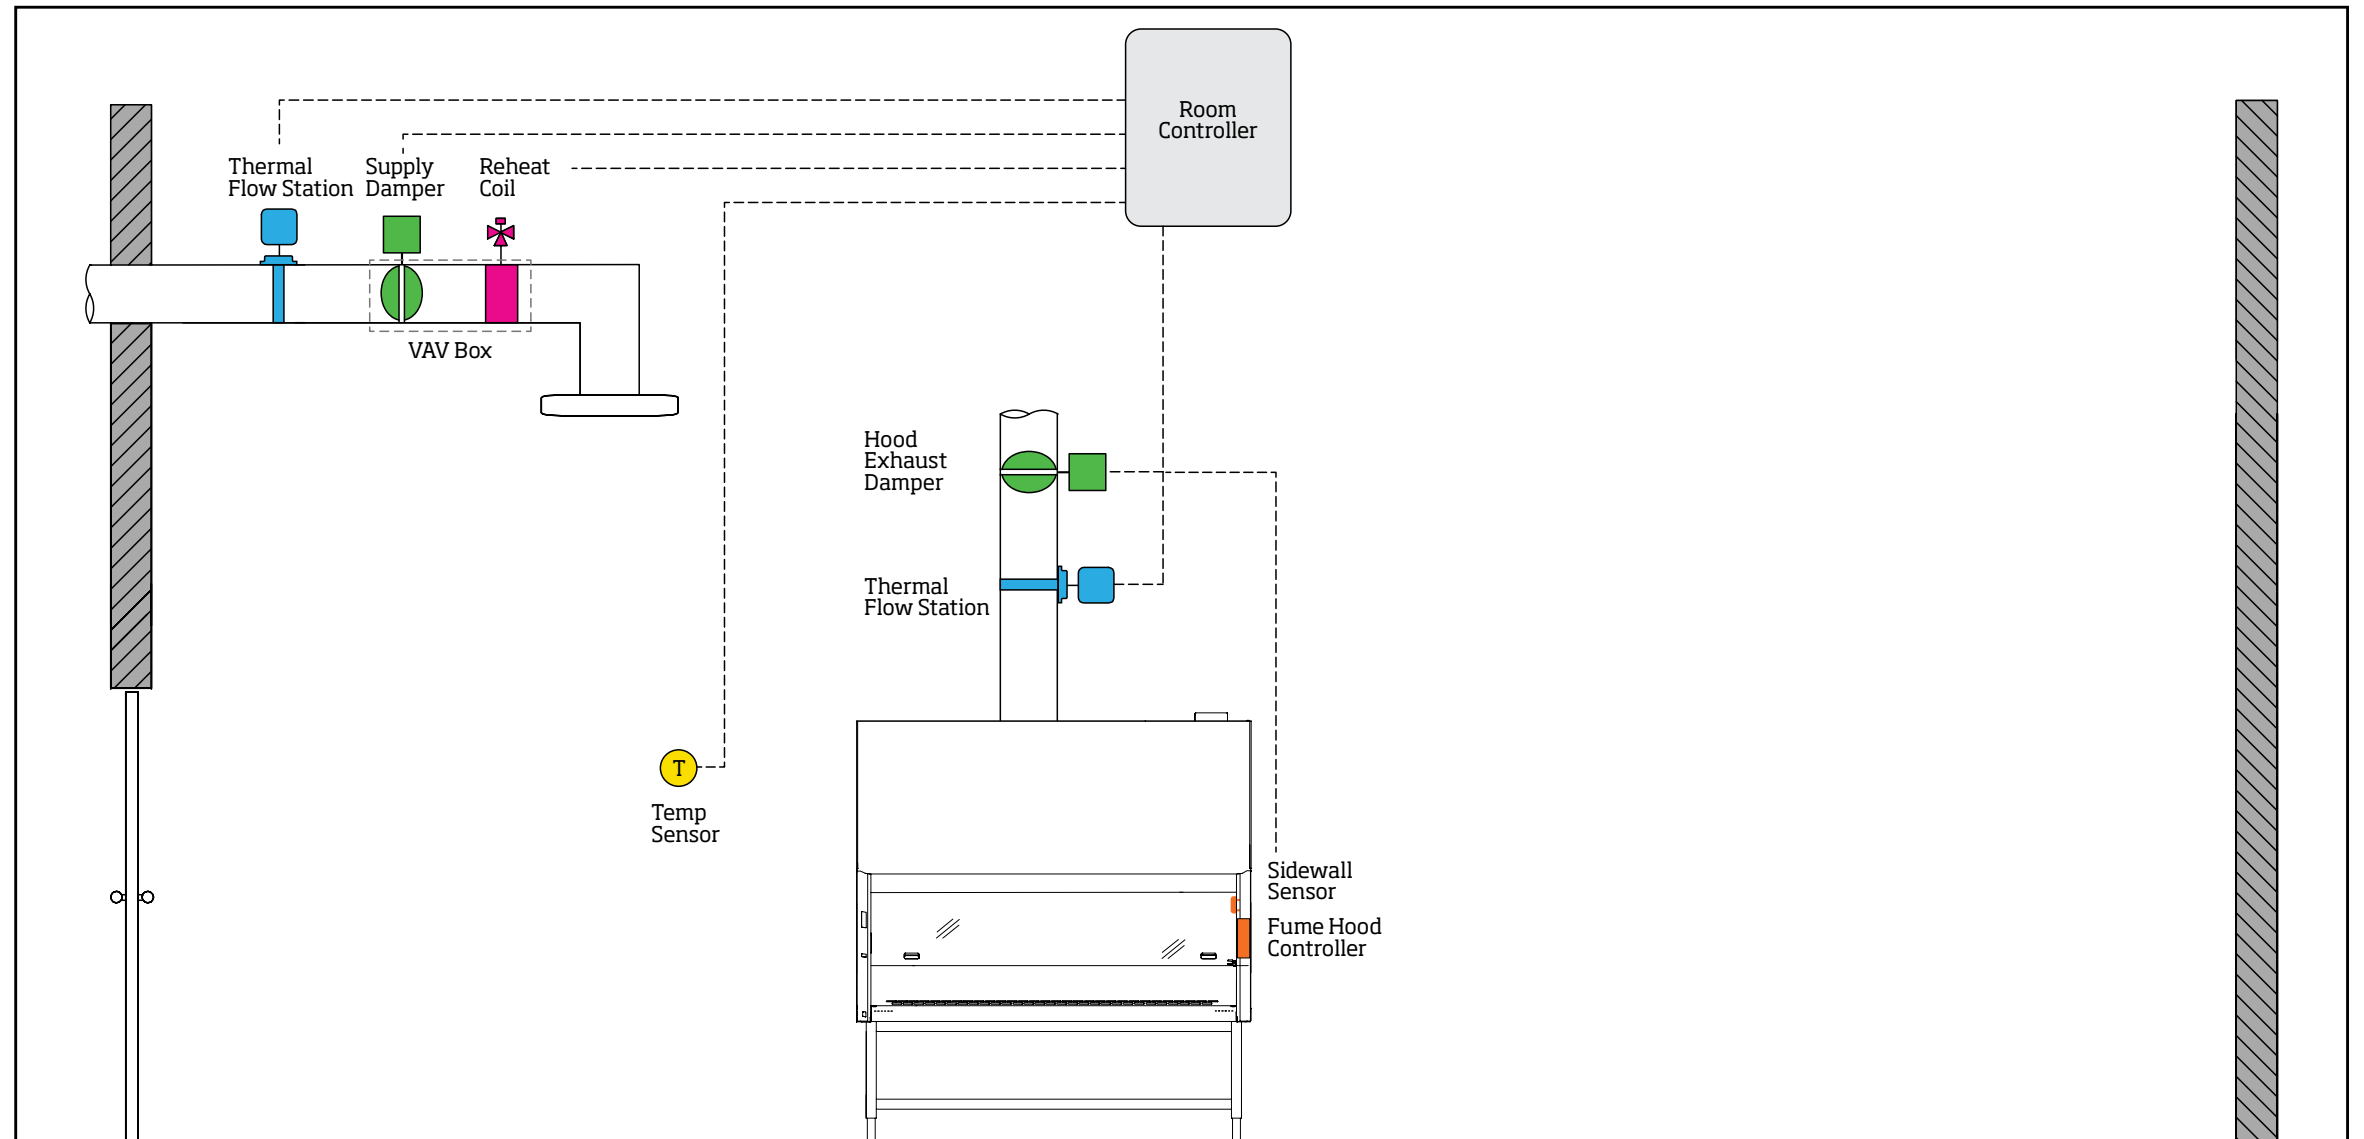 Room
Controller
Thermal
Flow Station
Supply
Damper
Reheat
Coil
VAV Box
Hood
Exhaust
Damper
Thermal
Flow Station
T
Temp
Sensor
Sidewall
Sensor
Fume Hood
Controller